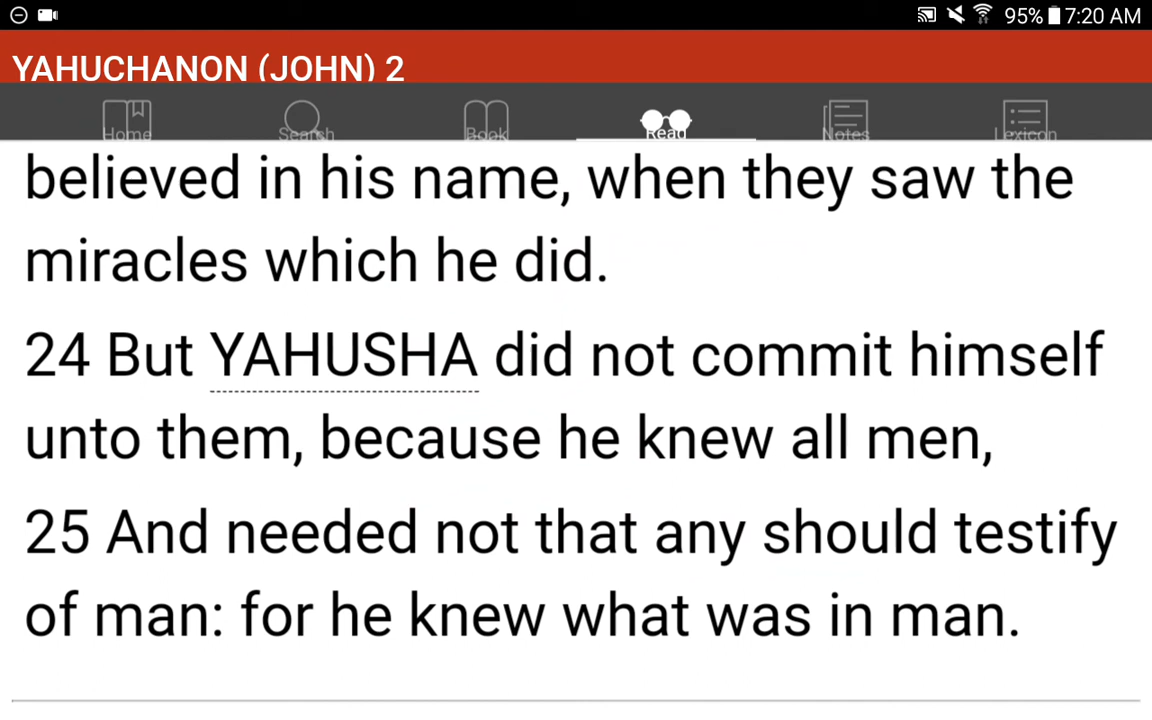 95% 7:20 AM
YAHUCHANON (JOHN) 2
Home Search Book Read Notes Lexicon
believed in his name, when they saw the
miracles which he did.
24 But YAHUSHA did not commit himself
unto them, because he knew all men,
25 And needed not that any should testify
of man: for he knew what was in man.